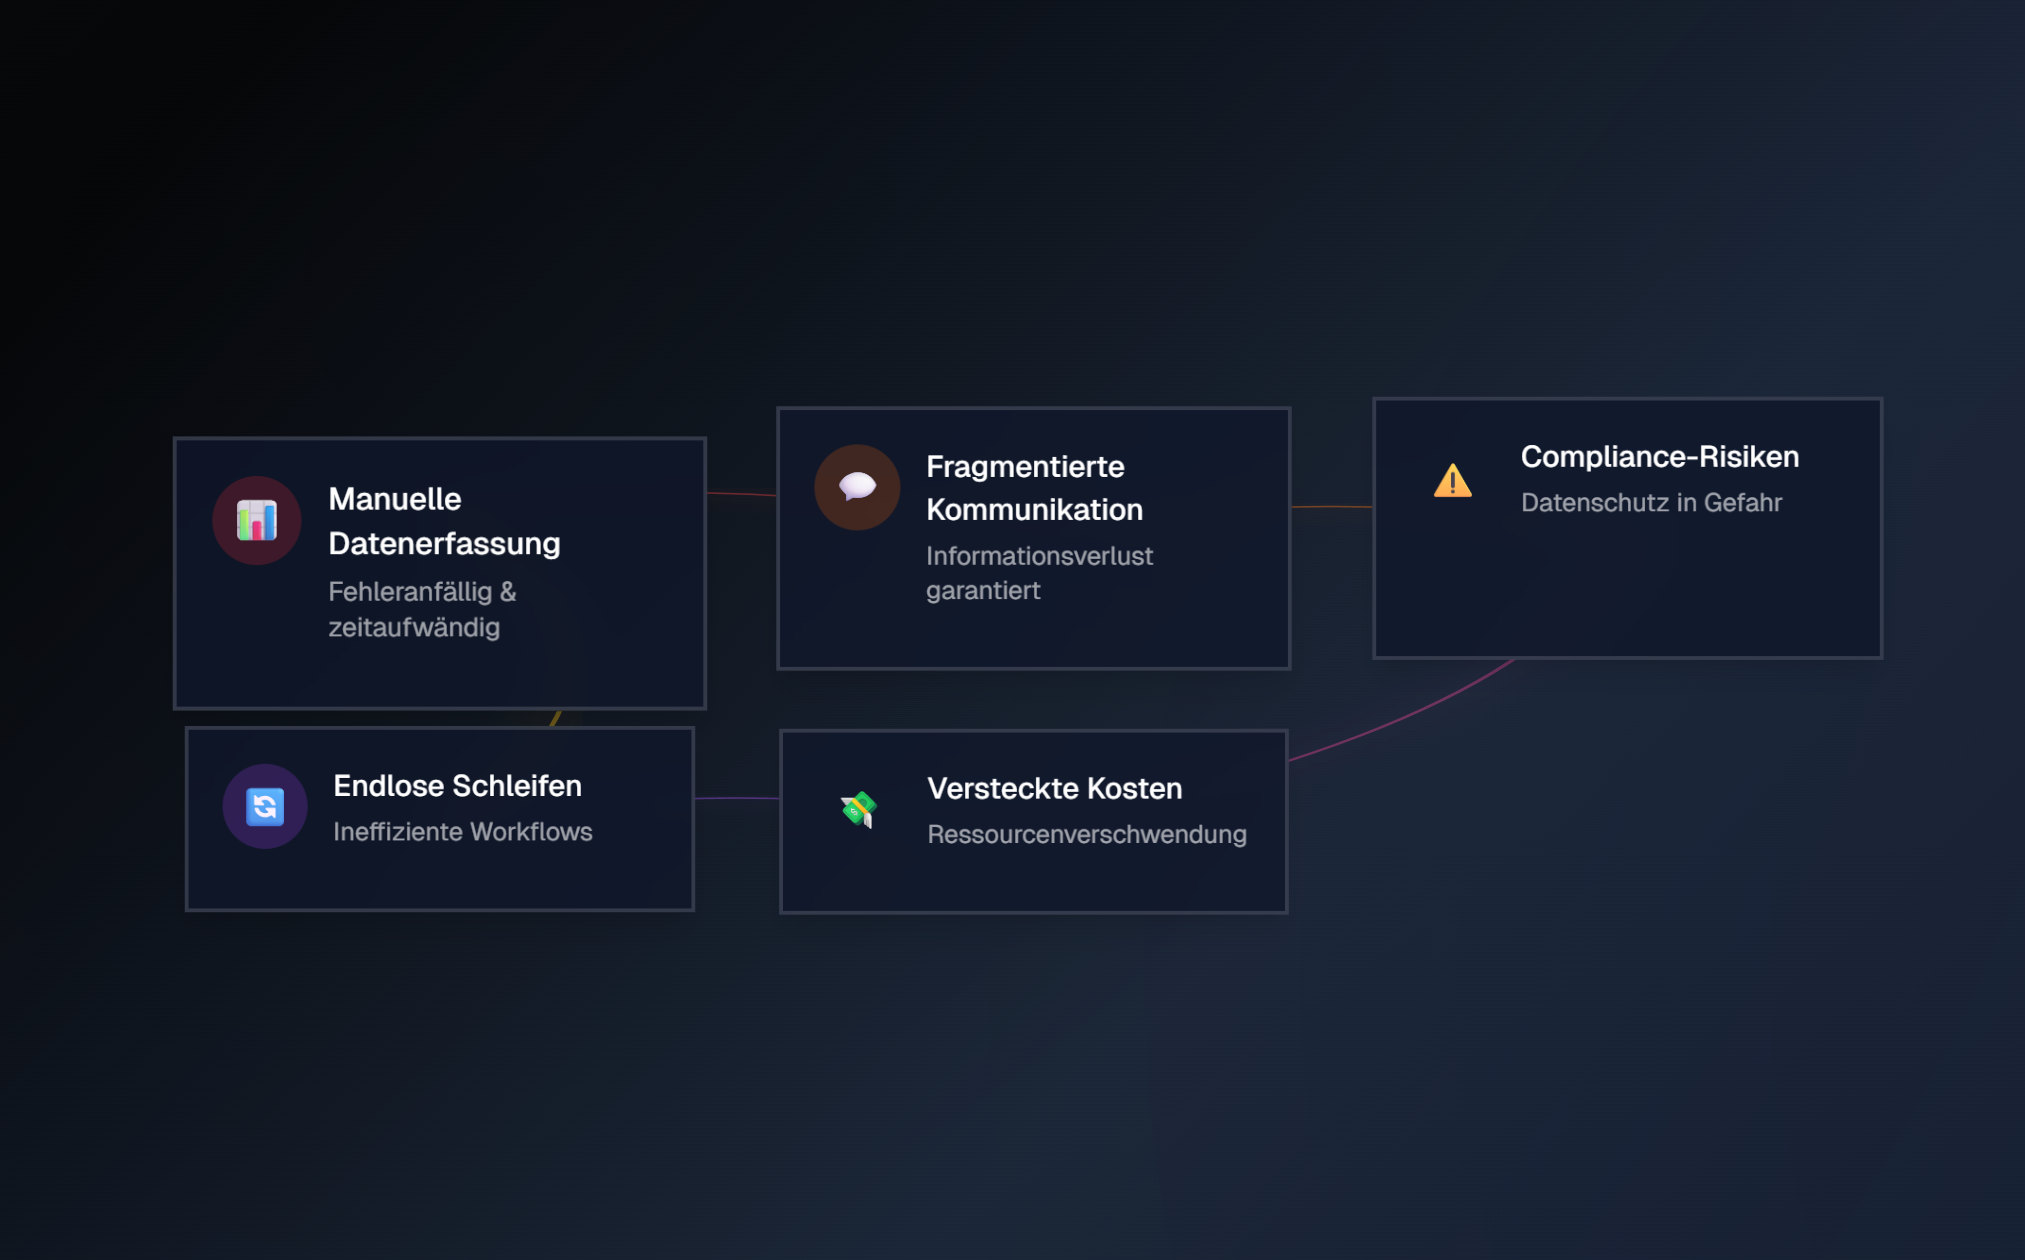 Manuelle
Datenerfassung
Fehleranfällig &
zeitaufwändig
Fragmentierte
Kommunikation
Informationsverlust
garantiert
Compliance-Risiken
Datenschutz in Gefahr
Endlose Schleifen
Ineffiziente Workflows
Versteckte Kosten
Ressourcenverschwendung